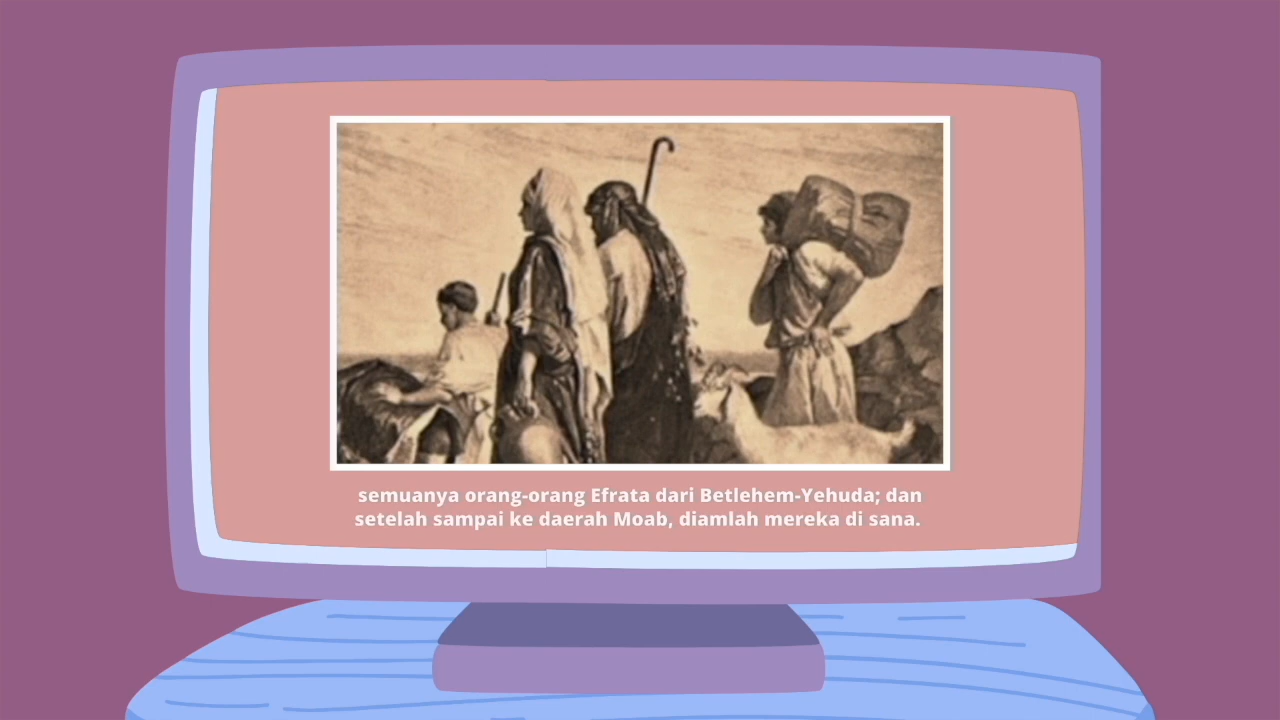 semuanya orang-orang Efrata dari Betlehem-Yehuda; dan
setelah sampai ke daerah Moab, diamlah mereka di sana.